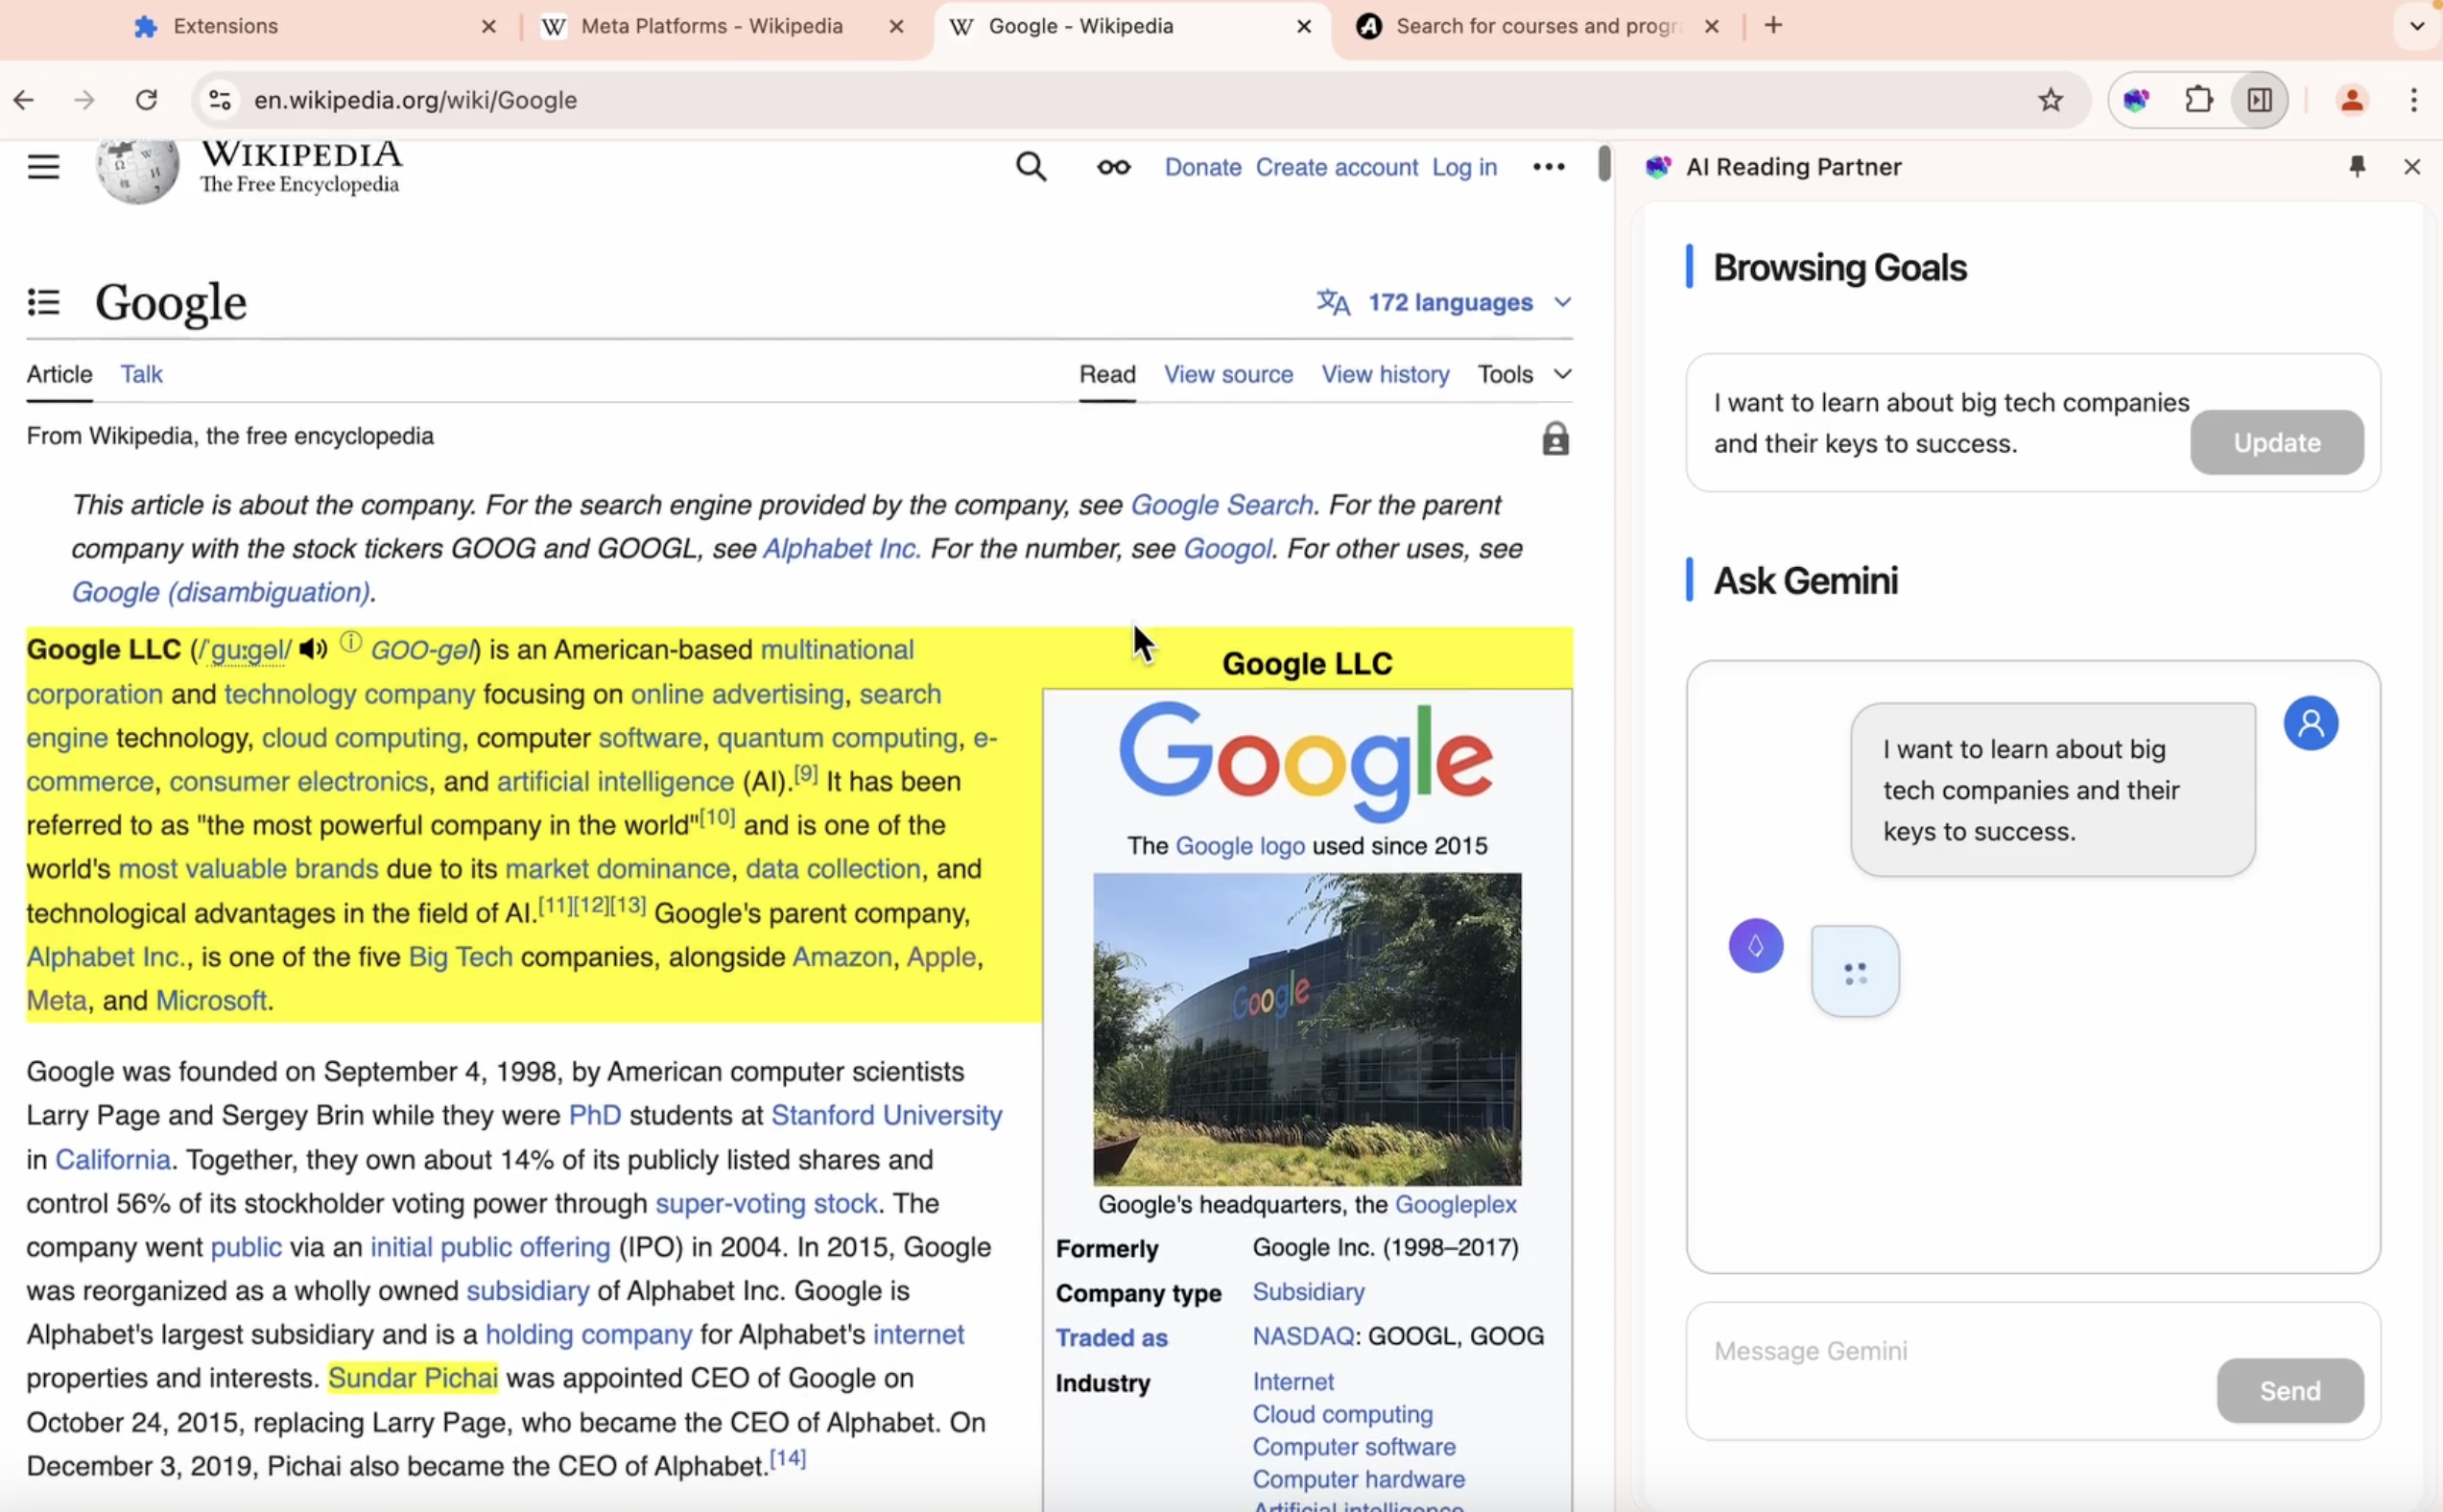 Extensions
Meta Platforms - Wikipedia
Google - Wikipedia
Search for courses and progr
en.wikipedia.org/wiki/Google
WIKIPEDIA
The Free Encyclopedia
Donate Create account Log in
Google
172 languages
Article Talk
Read View source View history Tools
From Wikipedia, the free encyclopedia
This article is about the company. For the search engine provided by the company, see Google Search. For the parent
company with the stock tickers GOOG and GOOGL, see Alphabet Inc. For the number, see Googol. For other uses, see
Google (disambiguation).
Google LLC (/ˈɡuːɡəl/ ⓘ GOO-gəl) is an American-based multinational
corporation and technology company focusing on online advertising, search
engine technology, cloud computing, computer software, quantum computing, e-
commerce, consumer electronics, and artificial intelligence (AI).[9] It has been
referred to as "the most powerful company in the world"[10] and is one of the
world's most valuable brands due to its market dominance, data collection, and
technological advantages in the field of AI.[11][12][13] Google's parent company,
Alphabet Inc., is one of the five Big Tech companies, alongside Amazon, Apple,
Meta, and Microsoft.
Google was founded on September 4, 1998, by American computer scientists
Larry Page and Sergey Brin while they were PhD students at Stanford University
in California. Together, they own about 14% of its publicly listed shares and
control 56% of its stockholder voting power through super-voting stock. The
company went public via an initial public offering (IPO) in 2004. In 2015, Google
was reorganized as a wholly owned subsidiary of Alphabet Inc. Google is
Alphabet's largest subsidiary and is a holding company for Alphabet's internet
properties and interests. Sundar Pichai was appointed CEO of Google on
October 24, 2015, replacing Larry Page, who became the CEO of Alphabet. On
December 3, 2019, Pichai also became the CEO of Alphabet.[14]
Google LLC
Google
The Google logo used since 2015
Google
Google's headquarters, the Googleplex
Formerly Google Inc. (1998–2017)
Company type Subsidiary
Traded as NASDAQ: GOOGL, GOOG
Industry Internet
Cloud computing
Computer software
Computer hardware
Artificial intelligence
AI Reading Partner
Browsing Goals
I want to learn about big tech companies
and their keys to success.
Update
Ask Gemini
I want to learn about big
tech companies and their
keys to success.
Message Gemini
Send